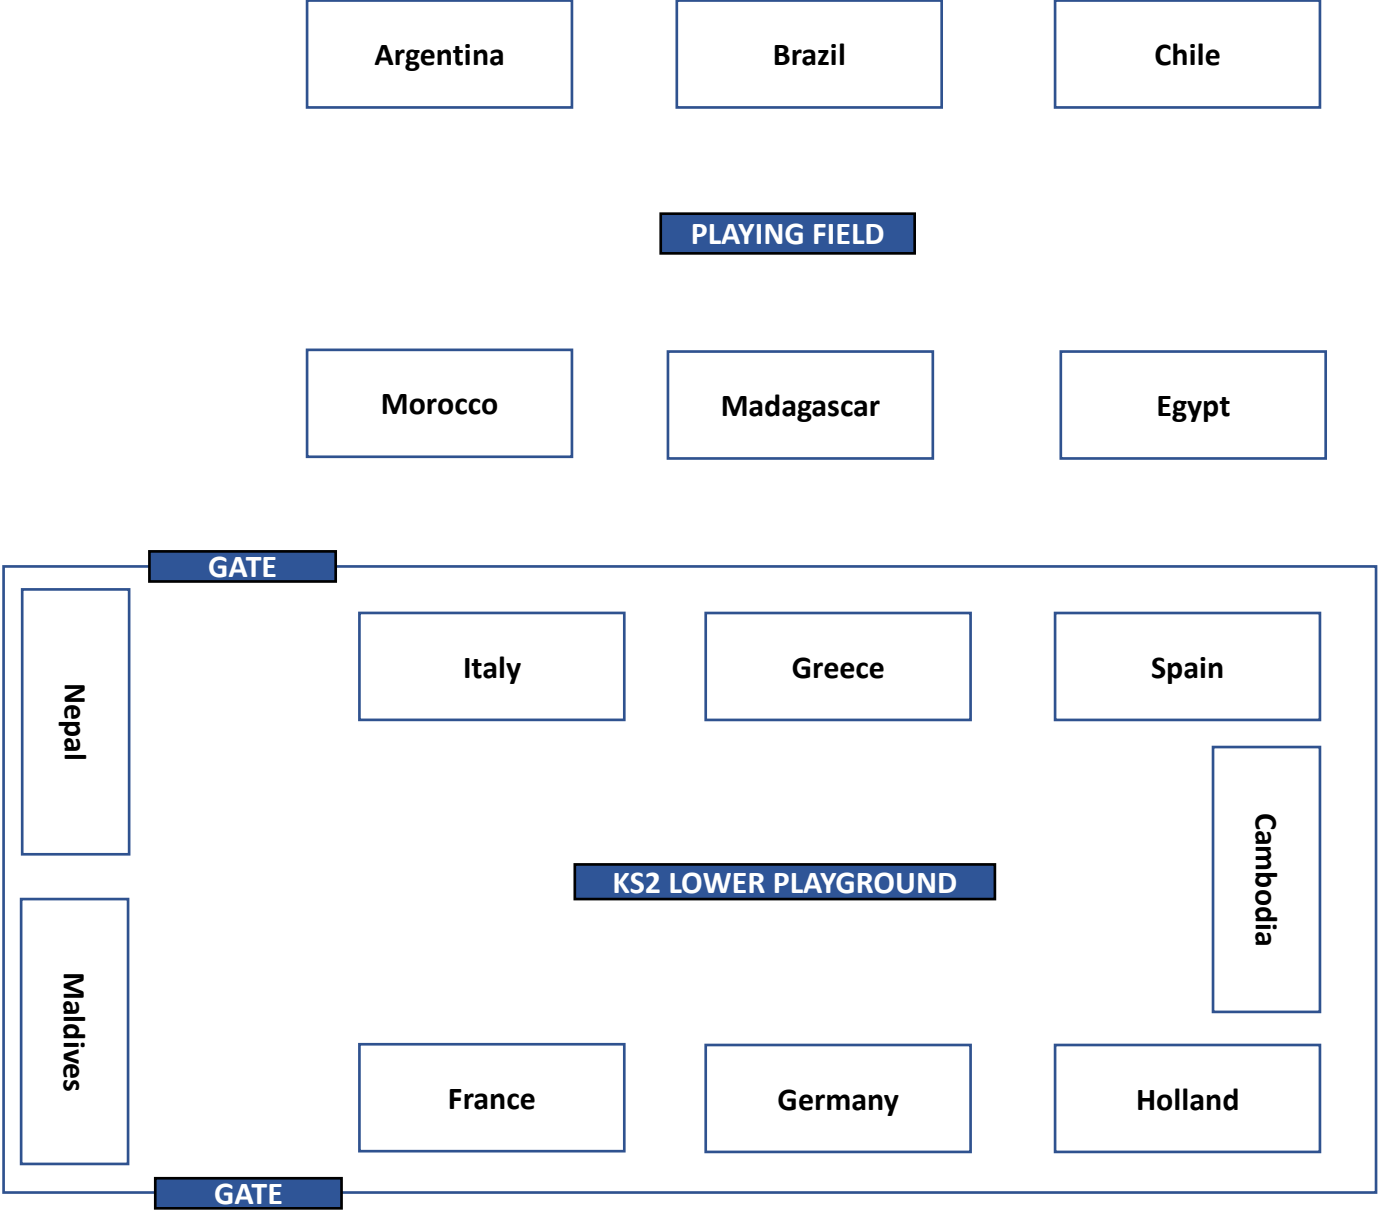 Argentina
Brazil
Chile
PLAYING FIELD
Morocco
Madagascar
Egypt
GATE
Nepal
Italy
Greece
Spain
Cambodia
KS2 LOWER PLAYGROUND
Maldives
France
Germany
Holland
GATE